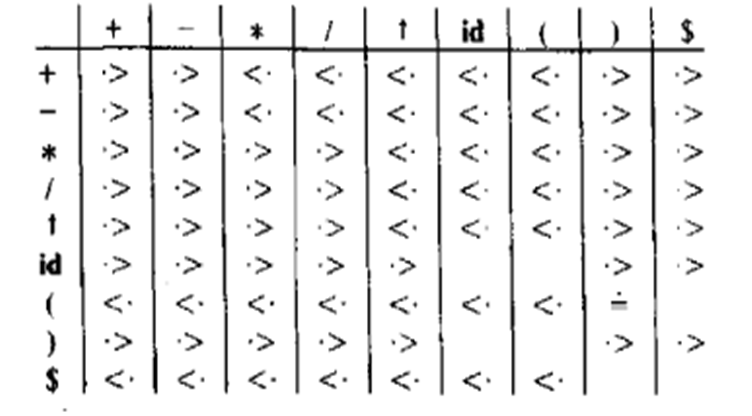 + − * / ↑ id ( ) $
+ ·> ·> <· <· <· <· <· ·> ·>
− ·> ·> <· <· <· <· <· ·> ·>
* ·> ·> ·> ·> <· <· <· ·> ·>
/ ·> ·> ·> ·> <· <· <· ·> ·>
↑ ·> ·> ·> ·> <· <· <· ·> ·>
id ·> ·> ·> ·> ·> ·> ·>
( <· <· <· <· <· <· <· ≐
) ·> ·> ·> ·> ·> ·> ·>
$ <· <· <· <· <· <· <·